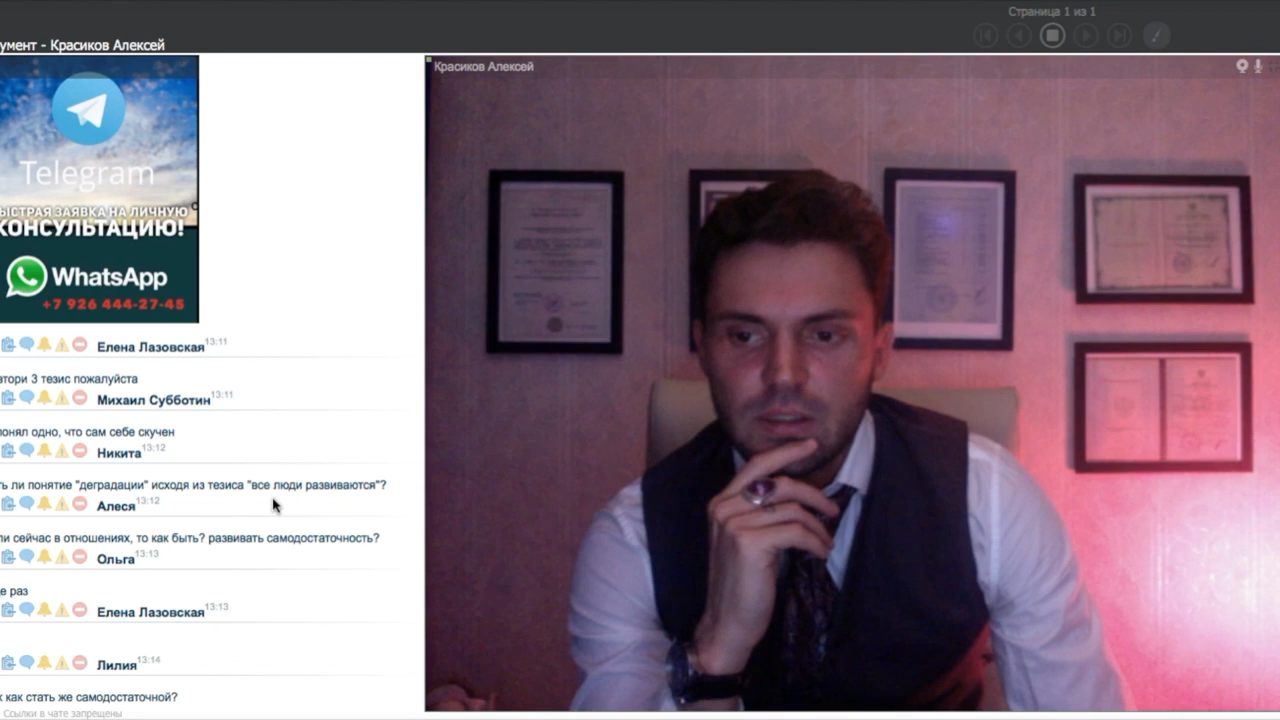 Страница 1 из 1
умент - Красиков Алексей
Красиков Алексей
Telegram
ЫСТРАЯ ЗАЯВКА НА ЛИЧНУЮ
КОНСУЛЬТАЦИЮ!
WhatsApp
+7 926 444-27-45
Елена Лазовская 13:11
втори 3 тезис пожалуйста
Михаил Субботин 13:11
понял одно, что сам себе скучен
Никита 13:12
ть ли понятие "деградации" исходя из тезиса "все люди развиваются"?
Алеся 13:12
ли сейчас в отношениях, то как быть? развивать самодостаточность?
Ольга 13:13
е раз
Елена Лазовская 13:13
Лилия 13:14
к как стать же самодостаточной?
Ссылки в чате запрещены